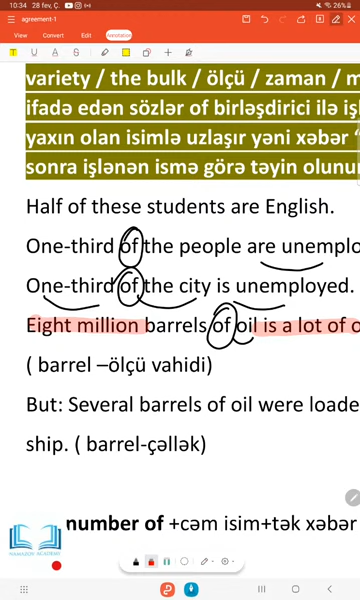 10:34 28 fev, Ç.
26%
agreement-1
View Convert Edit Annotation
variety / the bulk / ölçü / zaman / m
ifadə edən sözlər of birləşdirici ilə iş
yaxın olan isimlə uzlaşır yəni xəbər
sonra işlənən ismə görə təyin olunu
Half of these students are English.
One-third of the people are unemplo
One-third of the city is unemployed.
Eight million barrels of oil is a lot of o
( barrel –ölçü vahidi)
But: Several barrels of oil were loade
ship. ( barrel-çəllək)
number of +cəm isim+tək xəbər